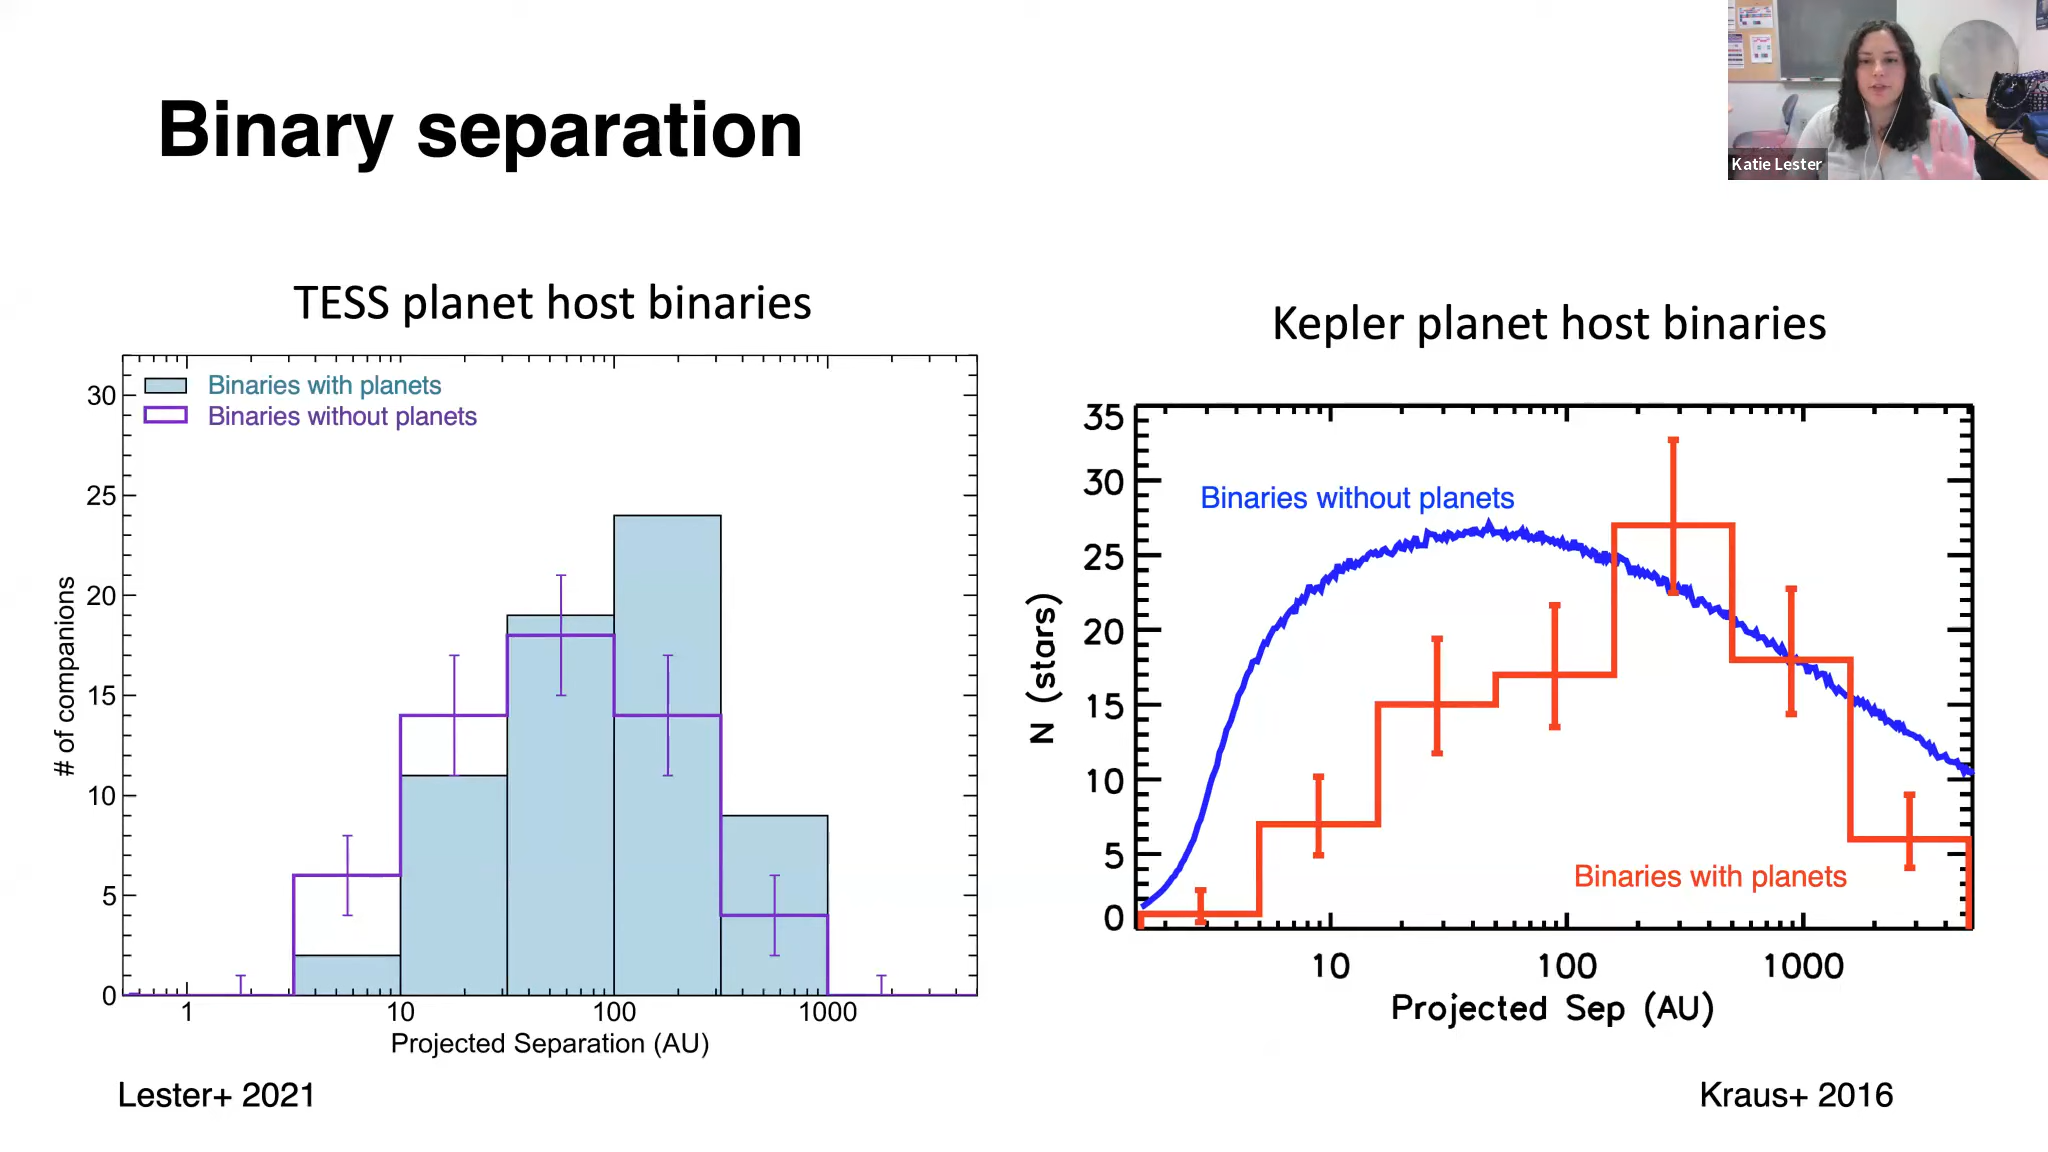 Binary separation
Katie Lester
TESS planet host binaries
Binaries with planets
Binaries without planets
30
25
20
15
10
5
0
# of companions
1 10 100 1000
Projected Separation (AU)
Lester+ 2021
Kepler planet host binaries
Binaries without planets
Binaries with planets
35
30
25
20
15
10
5
0
N (stars)
10 100 1000
Projected Sep (AU)
Kraus+ 2016